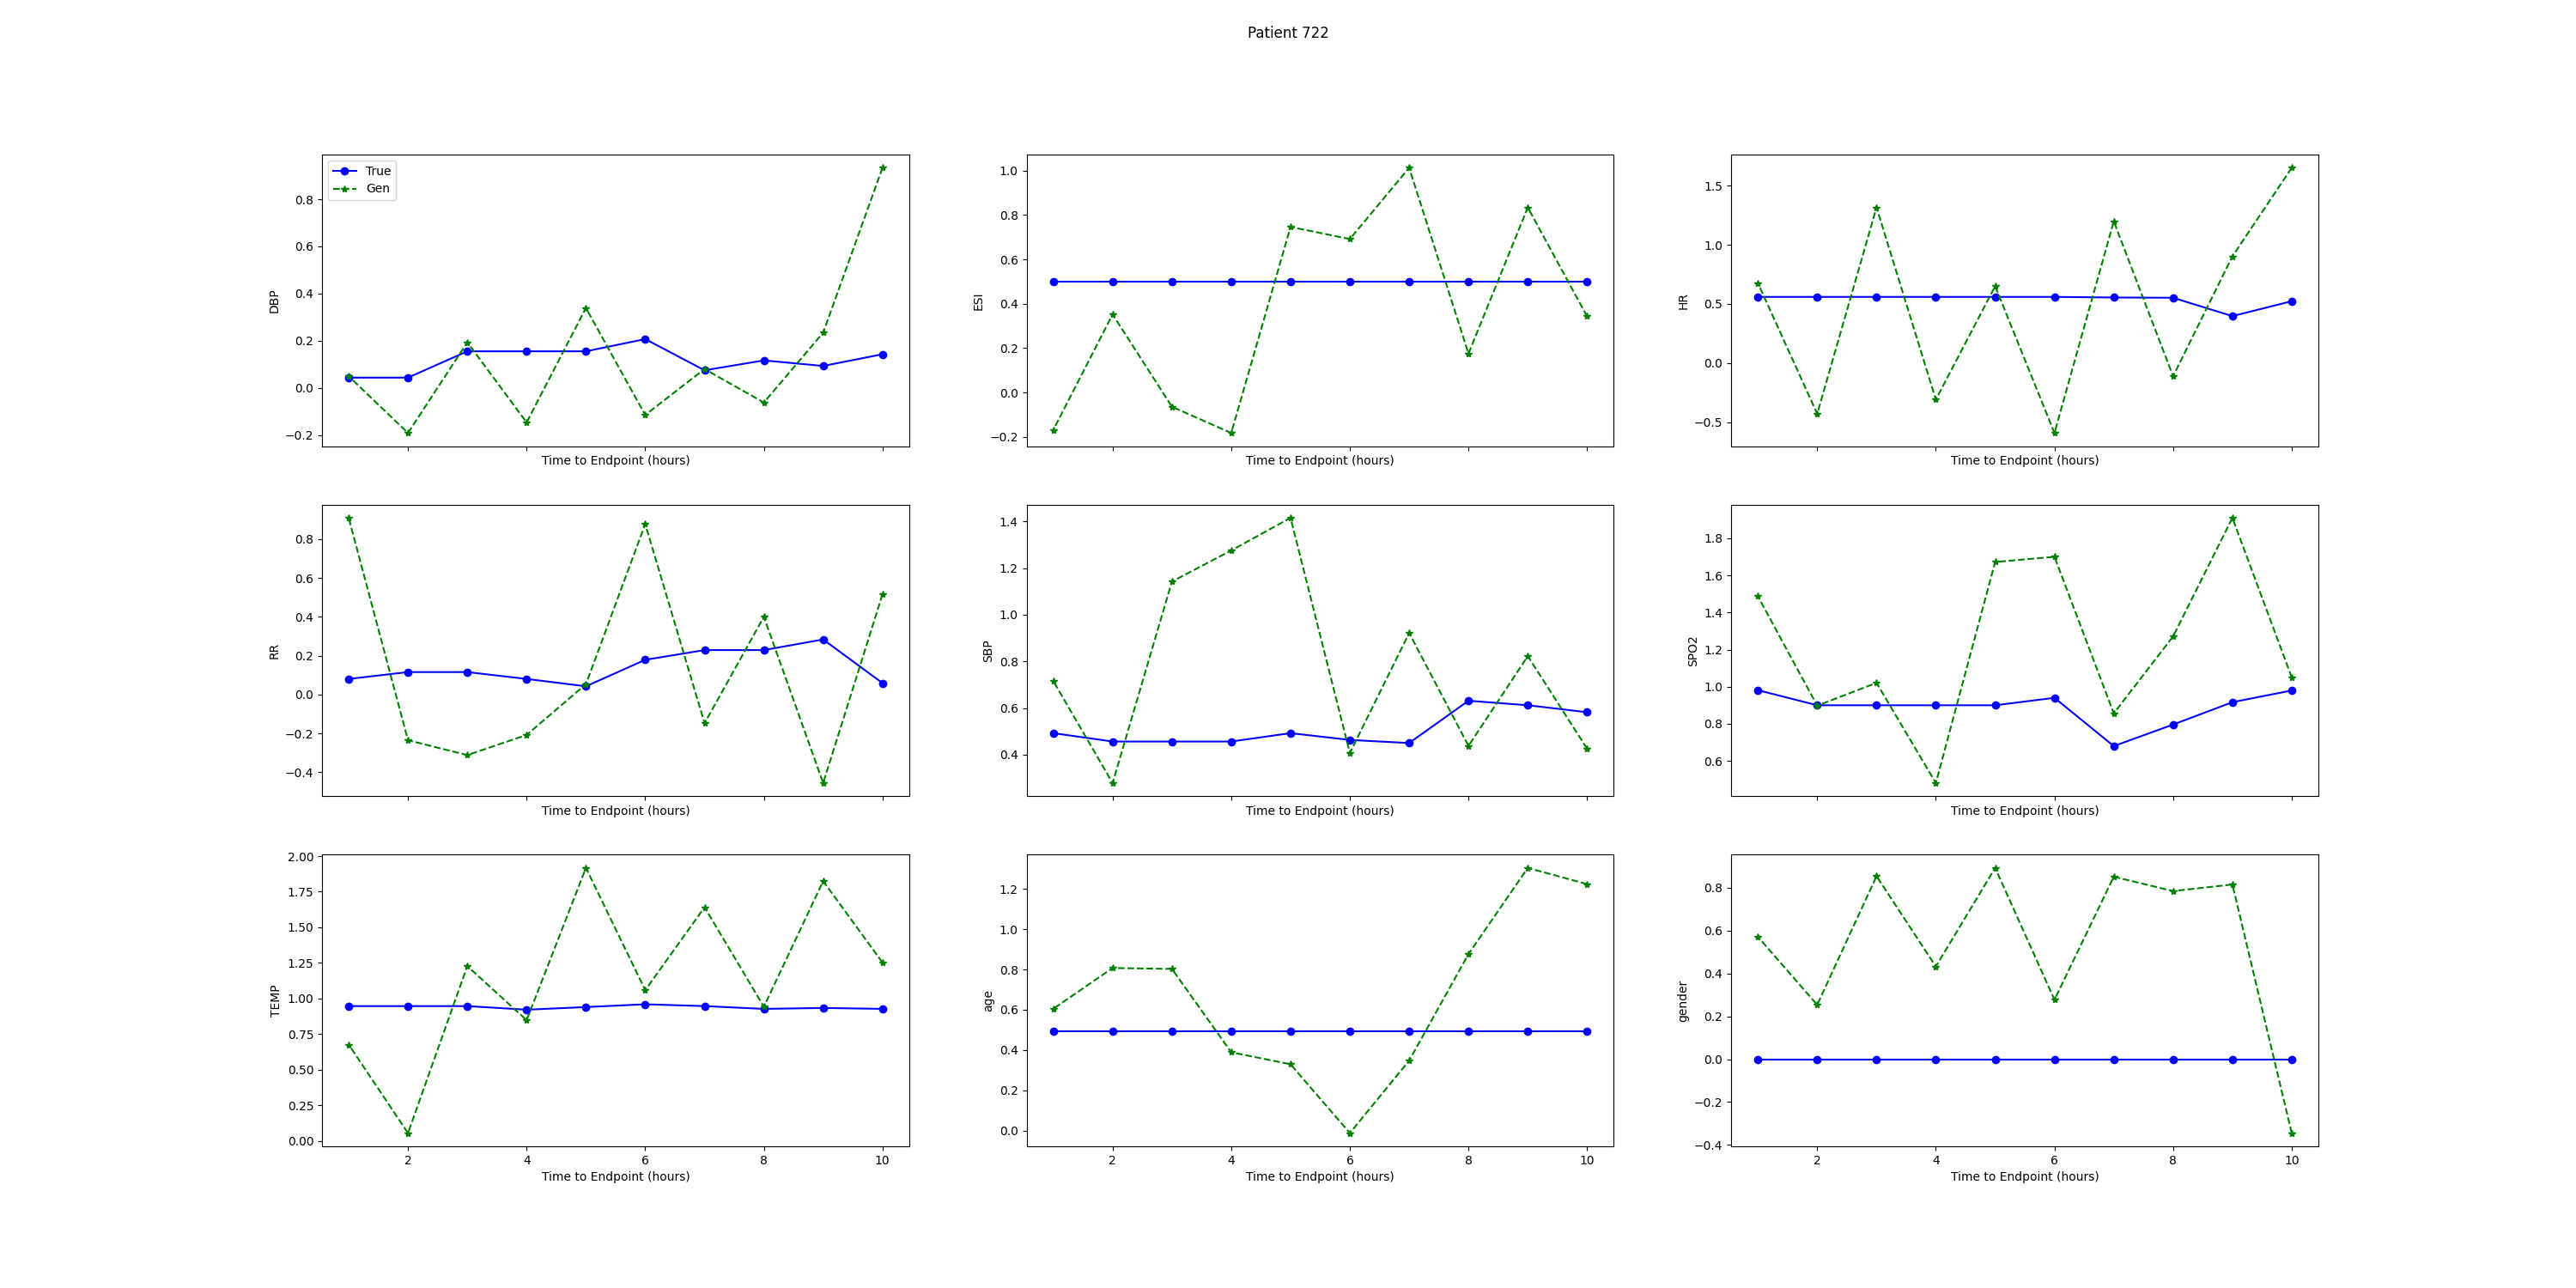 Patient 722
True
Gen
0.8
0.6
0.4
0.2
0.0
−0.2
DBP
Time to Endpoint (hours)
1.0
0.8
0.6
0.4
0.2
0.0
−0.2
ESI
Time to Endpoint (hours)
1.5
1.0
0.5
0.0
−0.5
HR
Time to Endpoint (hours)
0.8
0.6
0.4
0.2
0.0
−0.2
−0.4
RR
Time to Endpoint (hours)
1.4
1.2
1.0
0.8
0.6
0.4
SBP
Time to Endpoint (hours)
1.8
1.6
1.4
1.2
1.0
0.8
0.6
SPO2
Time to Endpoint (hours)
2.00
1.75
1.50
1.25
1.00
0.75
0.50
0.25
0.00
TEMP
2 4 6 8 10
Time to Endpoint (hours)
1.2
1.0
0.8
0.6
0.4
0.2
0.0
age
2 4 6 8 10
Time to Endpoint (hours)
0.8
0.6
0.4
0.2
0.0
−0.2
−0.4
gender
2 4 6 8 10
Time to Endpoint (hours)